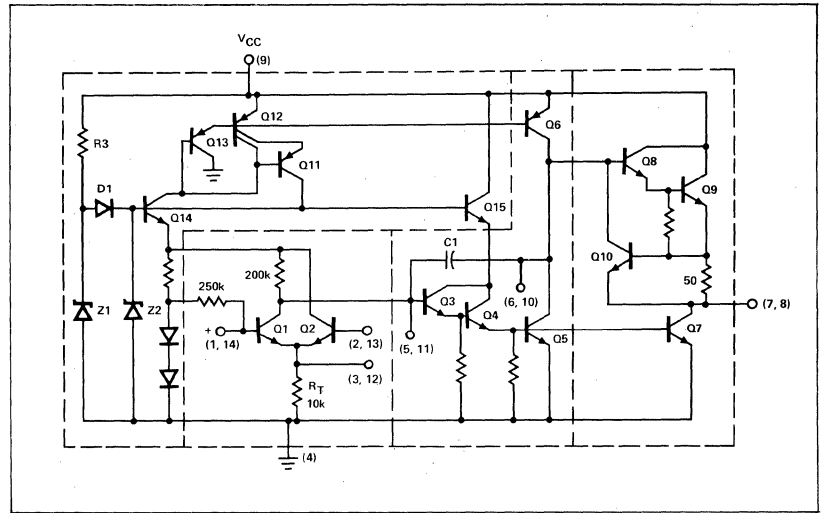 VCC
(9)
Q12
Q6
R3
Q13
Q8
Q11
Q9
D1
Q14
Q15
C1
Q10
200k
50
250k
Z1
Z2
Q3
(6, 10)
(7, 8)
+
(1, 14)
Q1
Q2
(2, 13)
Q4
(5, 11)
Q5
Q7
(3, 12)
RT
10k
(4)